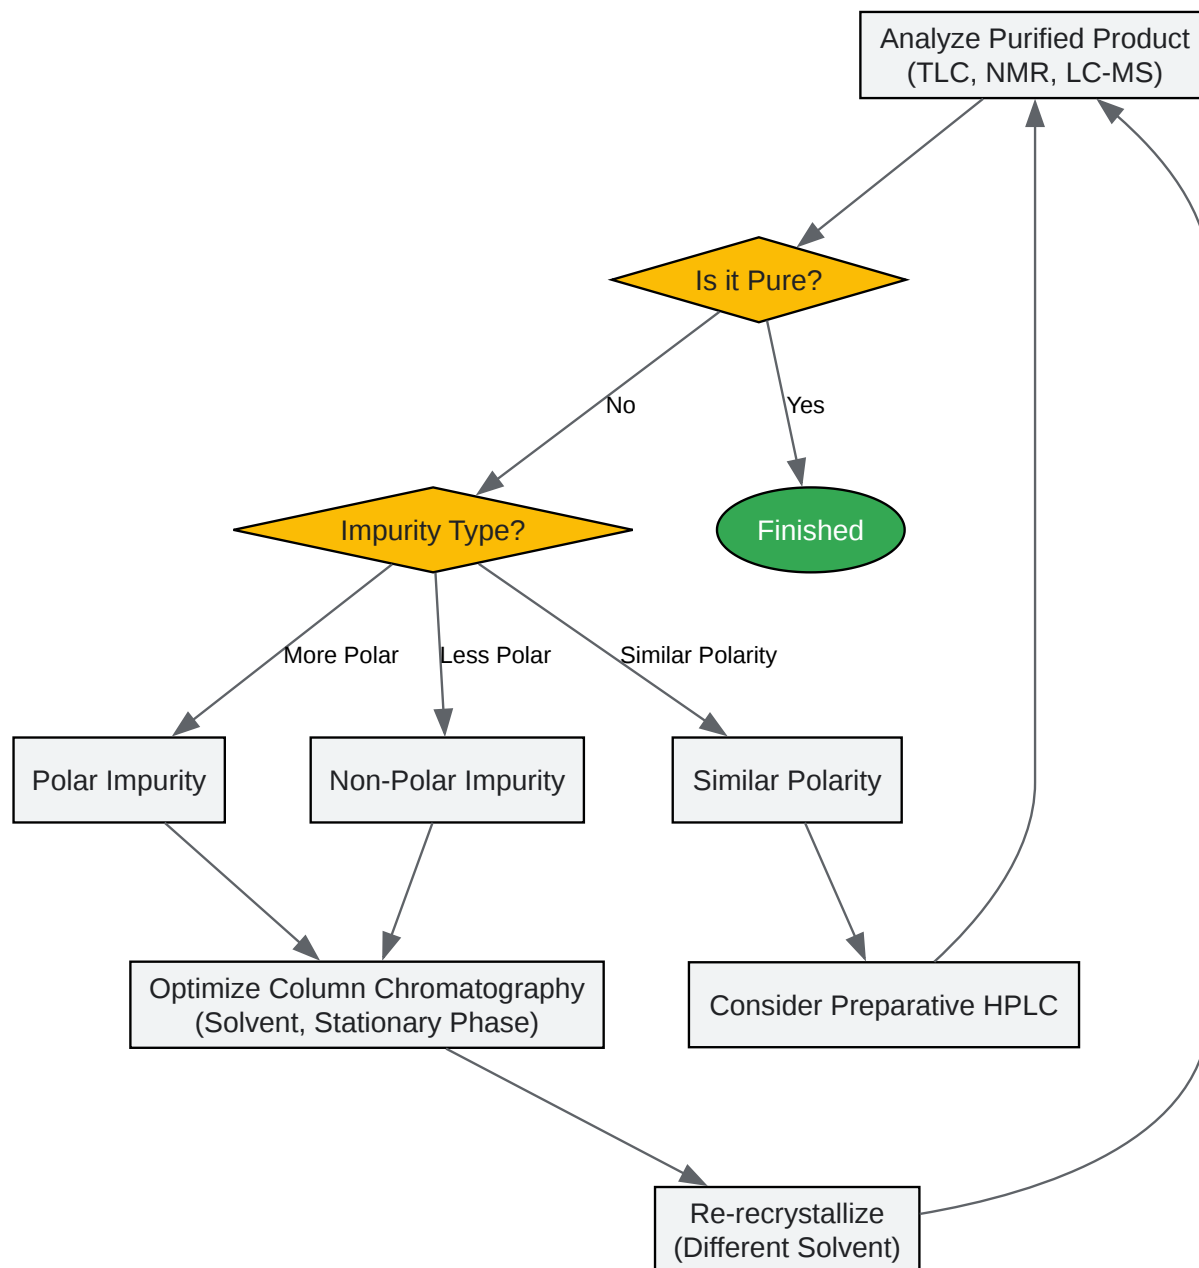 Analyze Purified Product
(TLC, NMR, LC-MS)
Is it Pure?
No
Yes
Impurity Type?
Finished
More Polar
Less Polar
Similar Polarity
Polar Impurity
Non-Polar Impurity
Similar Polarity
Optimize Column Chromatography
(Solvent, Stationary Phase)
Consider Preparative HPLC
Re-recrystallize
(Different Solvent)